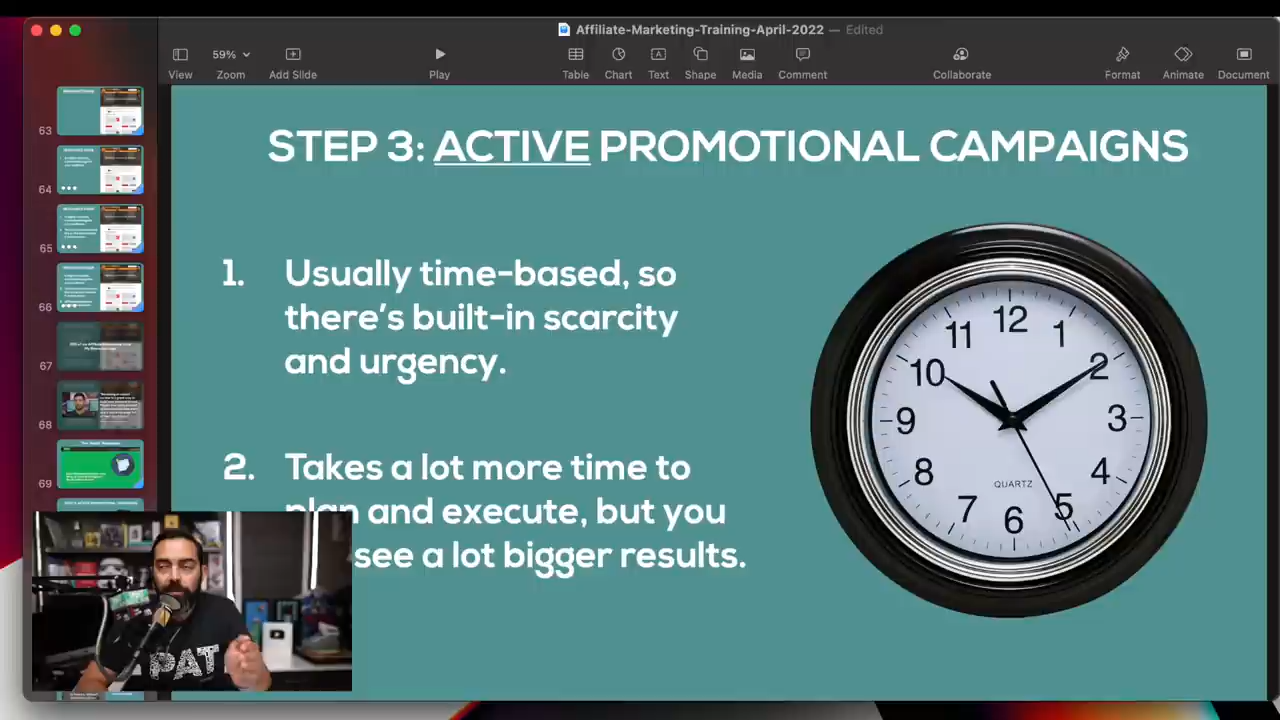 Affiliate-Marketing-Training-April-2022 — Edited
59%
View Zoom Add Slide Play Table Chart Text Shape Media Comment Collaborate Format Animate Document
63
64
65
66
67
68
69
STEP 3: ACTIVE PROMOTIONAL CAMPAIGNS
1. Usually time-based, so
there's built-in scarcity
and urgency.
2. Takes a lot more time to
plan and execute, but you
see a lot bigger results.
12
11 1
10 2
9 3
8 4
QUARTZ
7 5
6
PAT